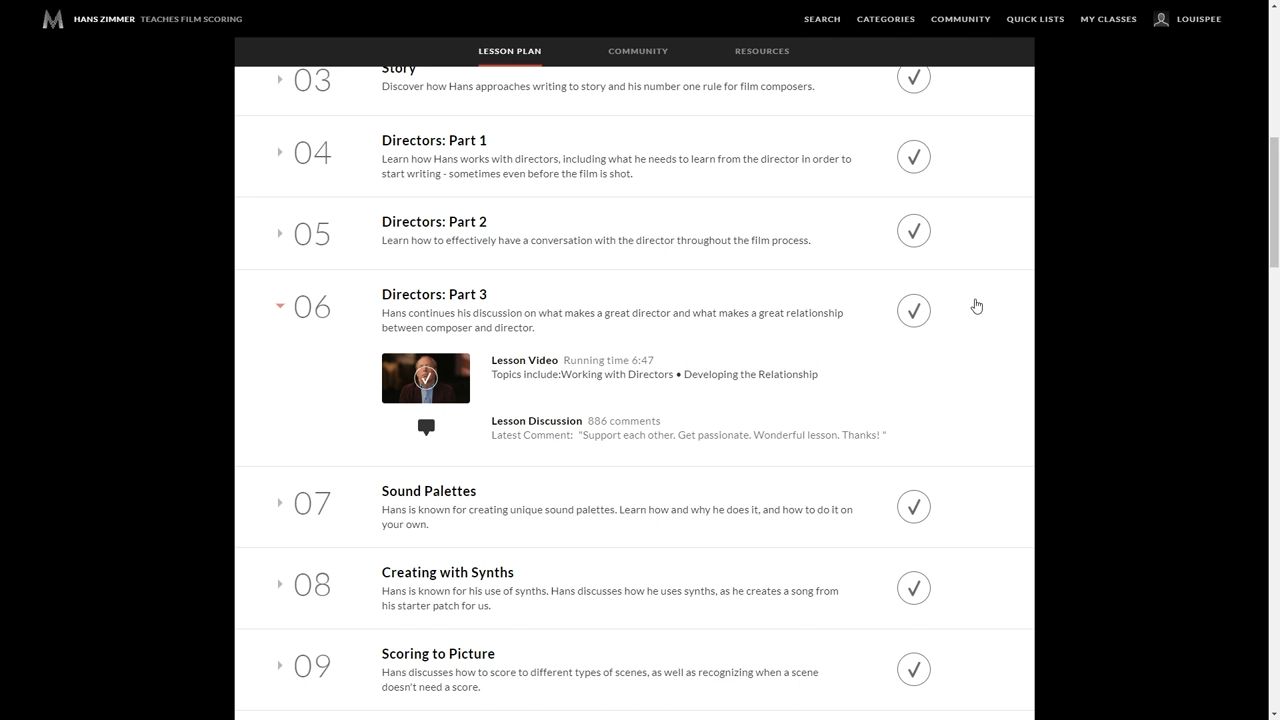 HANS ZIMMER TEACHES FILM SCORING
SEARCH CATEGORIES COMMUNITY QUICK LISTS MY CLASSES LOUISPEE
LESSON PLAN COMMUNITY RESOURCES
03 Story
Discover how Hans approaches writing to story and his number one rule for film composers.
04 Directors: Part 1
Learn how Hans works with directors, including what he needs to learn from the director in order to
start writing - sometimes even before the film is shot.
05 Directors: Part 2
Learn how to effectively have a conversation with the director throughout the film process.
06 Directors: Part 3
Hans continues his discussion on what makes a great director and what makes a great relationship
between composer and director.
Lesson Video Running time 6:47
Topics include:Working with Directors • Developing the Relationship
Lesson Discussion 886 comments
Latest Comment: "Support each other. Get passionate. Wonderful lesson. Thanks! "
07 Sound Palettes
Hans is known for creating unique sound palettes. Learn how and why he does it, and how to do it on
your own.
08 Creating with Synths
Hans is known for his use of synths. Hans discusses how he uses synths, as he creates a song from
his starter patch for us.
09 Scoring to Picture
Hans discusses how to score to different types of scenes, as well as recognizing when a scene
doesn't need a score.